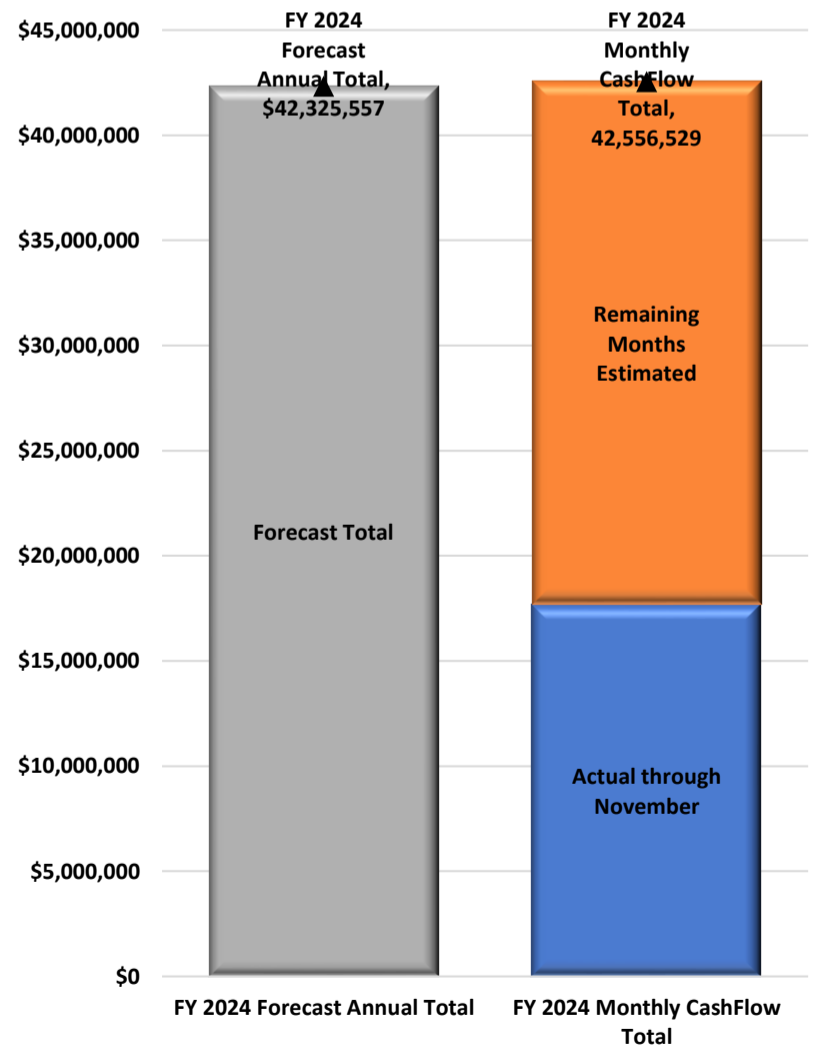 $45,000,000
$40,000,000
$35,000,000
$30,000,000
$25,000,000
$20,000,000
$15,000,000
$10,000,000
$5,000,000
$0
FY 2024
Forecast
Annual Total,
$42,325,557
Forecast Total
FY 2024
Monthly
CashFlow
Total,
42,556,529
Remaining
Months
Estimated
Actual through
November
FY 2024 Forecast Annual Total
FY 2024 Monthly CashFlow
Total